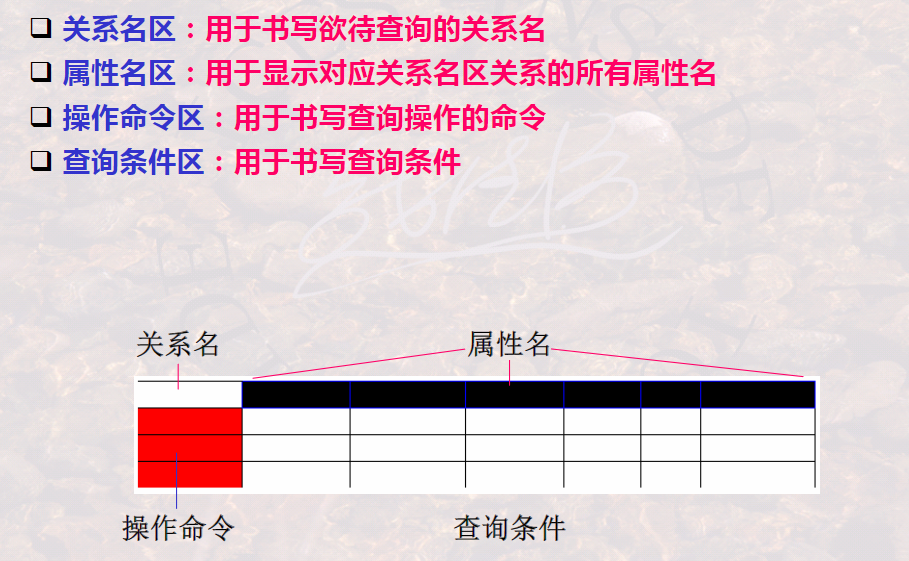 关系名区：用于书写欲待查询的关系名
属性名区：用于显示对应关系名区关系的所有属性名
操作命令区：用于书写查询操作的命令
查询条件区：用于书写查询条件
关系名 属性名
操作命令 查询条件